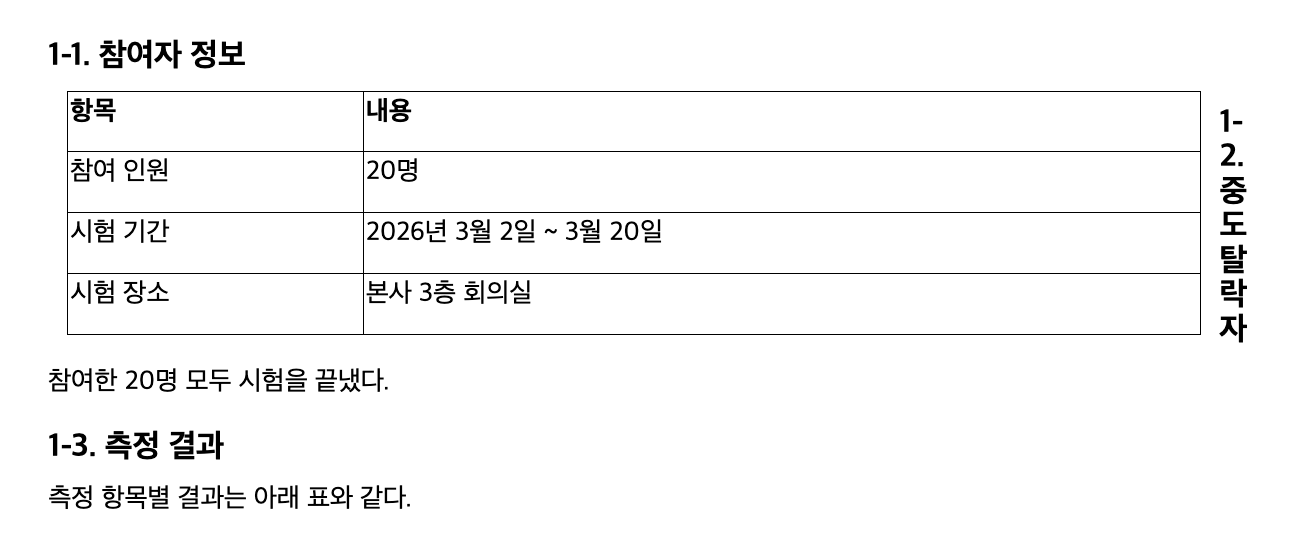 1-1. 참여자 정보
항목 내용
참여 인원 20명
시험 기간 2026년 3월 2일 ~ 3월 20일
시험 장소 본사 3층 회의실
1-
2.
중
도
탈
락
자
참여한 20명 모두 시험을 끝냈다.
1-3. 측정 결과
측정 항목별 결과는 아래 표와 같다.